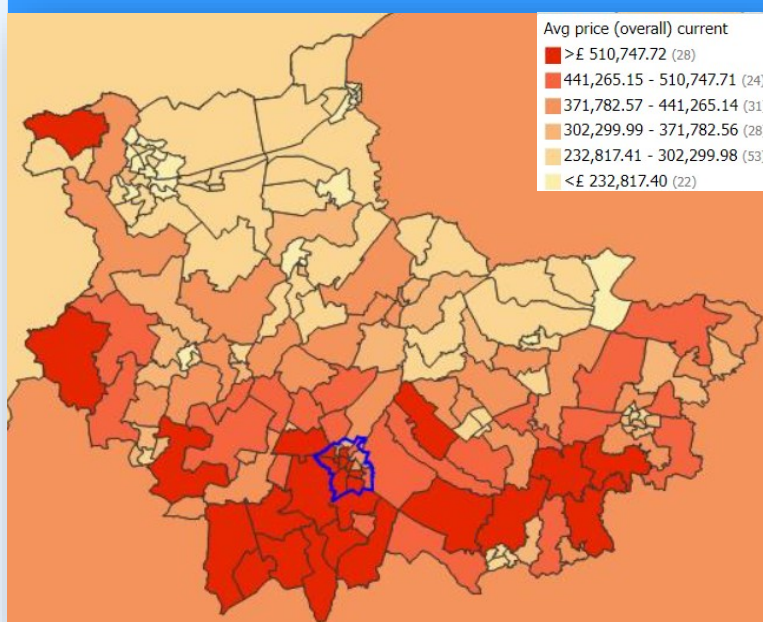 Avg price (overall) current
>£ 510,747.72 (28)
441,265.15 - 510,747.71 (24)
371,782.57 - 441,265.14 (31)
302,299.99 - 371,782.56 (28)
232,817.41 - 302,299.98 (53)
<£ 232,817.40 (22)